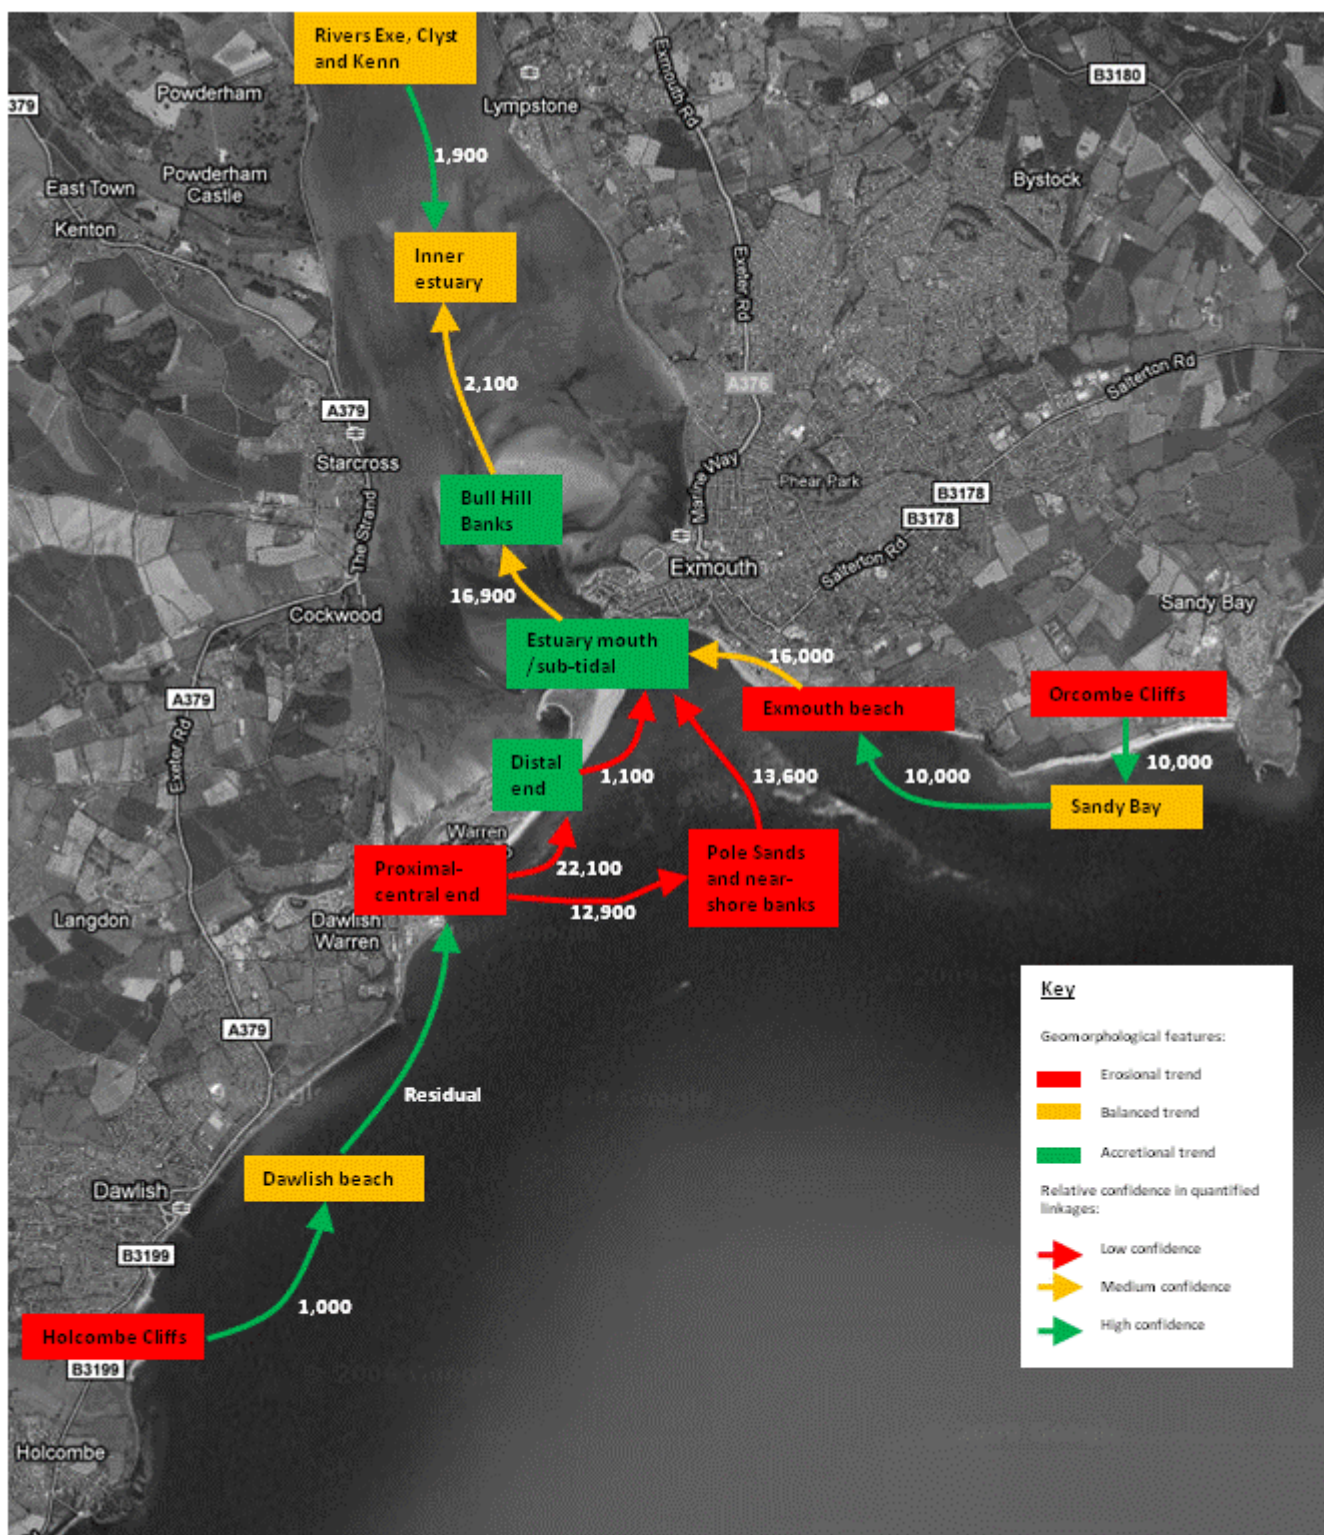 Rivers Exe, Clyst
and Kenn
Powderham
379
Lympstone
Exmouth Rd
B3180
1,900
East Town
Powderham
Castle
Bystock
Kenton
Inner
estuary
Exeter Rd
2,100
A376
Salterton Rd
A379
Starcross
Marine Way
Phear Park
B3178
B3178
Bull Hill
Banks
The Strand
Exmouth
Salterton Rd
16,900
Cockwood
Sandy Bay
Estuary mouth
/sub-tidal
16,000
A379
Exmouth beach
Orcombe Cliffs
Exeter Rd
Distal
end
1,100
13,600
10,000
10,000
Sandy Bay
Warren
Proximal-
central end
22,100
12,900
Pole Sands
and near-
shore banks
Langdon
Dawlish
Warren
A379
Residual
Key
Geomorphological features:
Erosional trend
Balanced trend
Accretional trend
Relative confidence in quantified
linkages:
Low confidence
Medium confidence
High confidence
Dawlish beach
Dawlish
B3199
1,000
Holcombe Cliffs
B3199
Holcombe